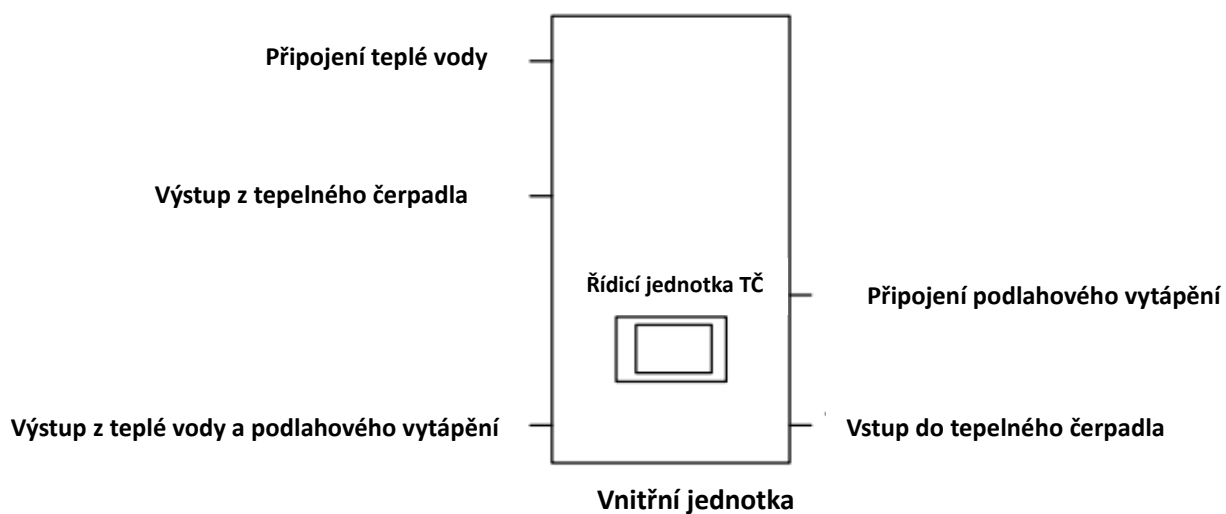 Připojení teplé vody
Výstup z tepelného čerpadla
Řídicí jednotka TČ
Připojení podlahového vytápění
Výstup z teplé vody a podlahového vytápění
Vstup do tepelného čerpadla
Vnitřní jednotka